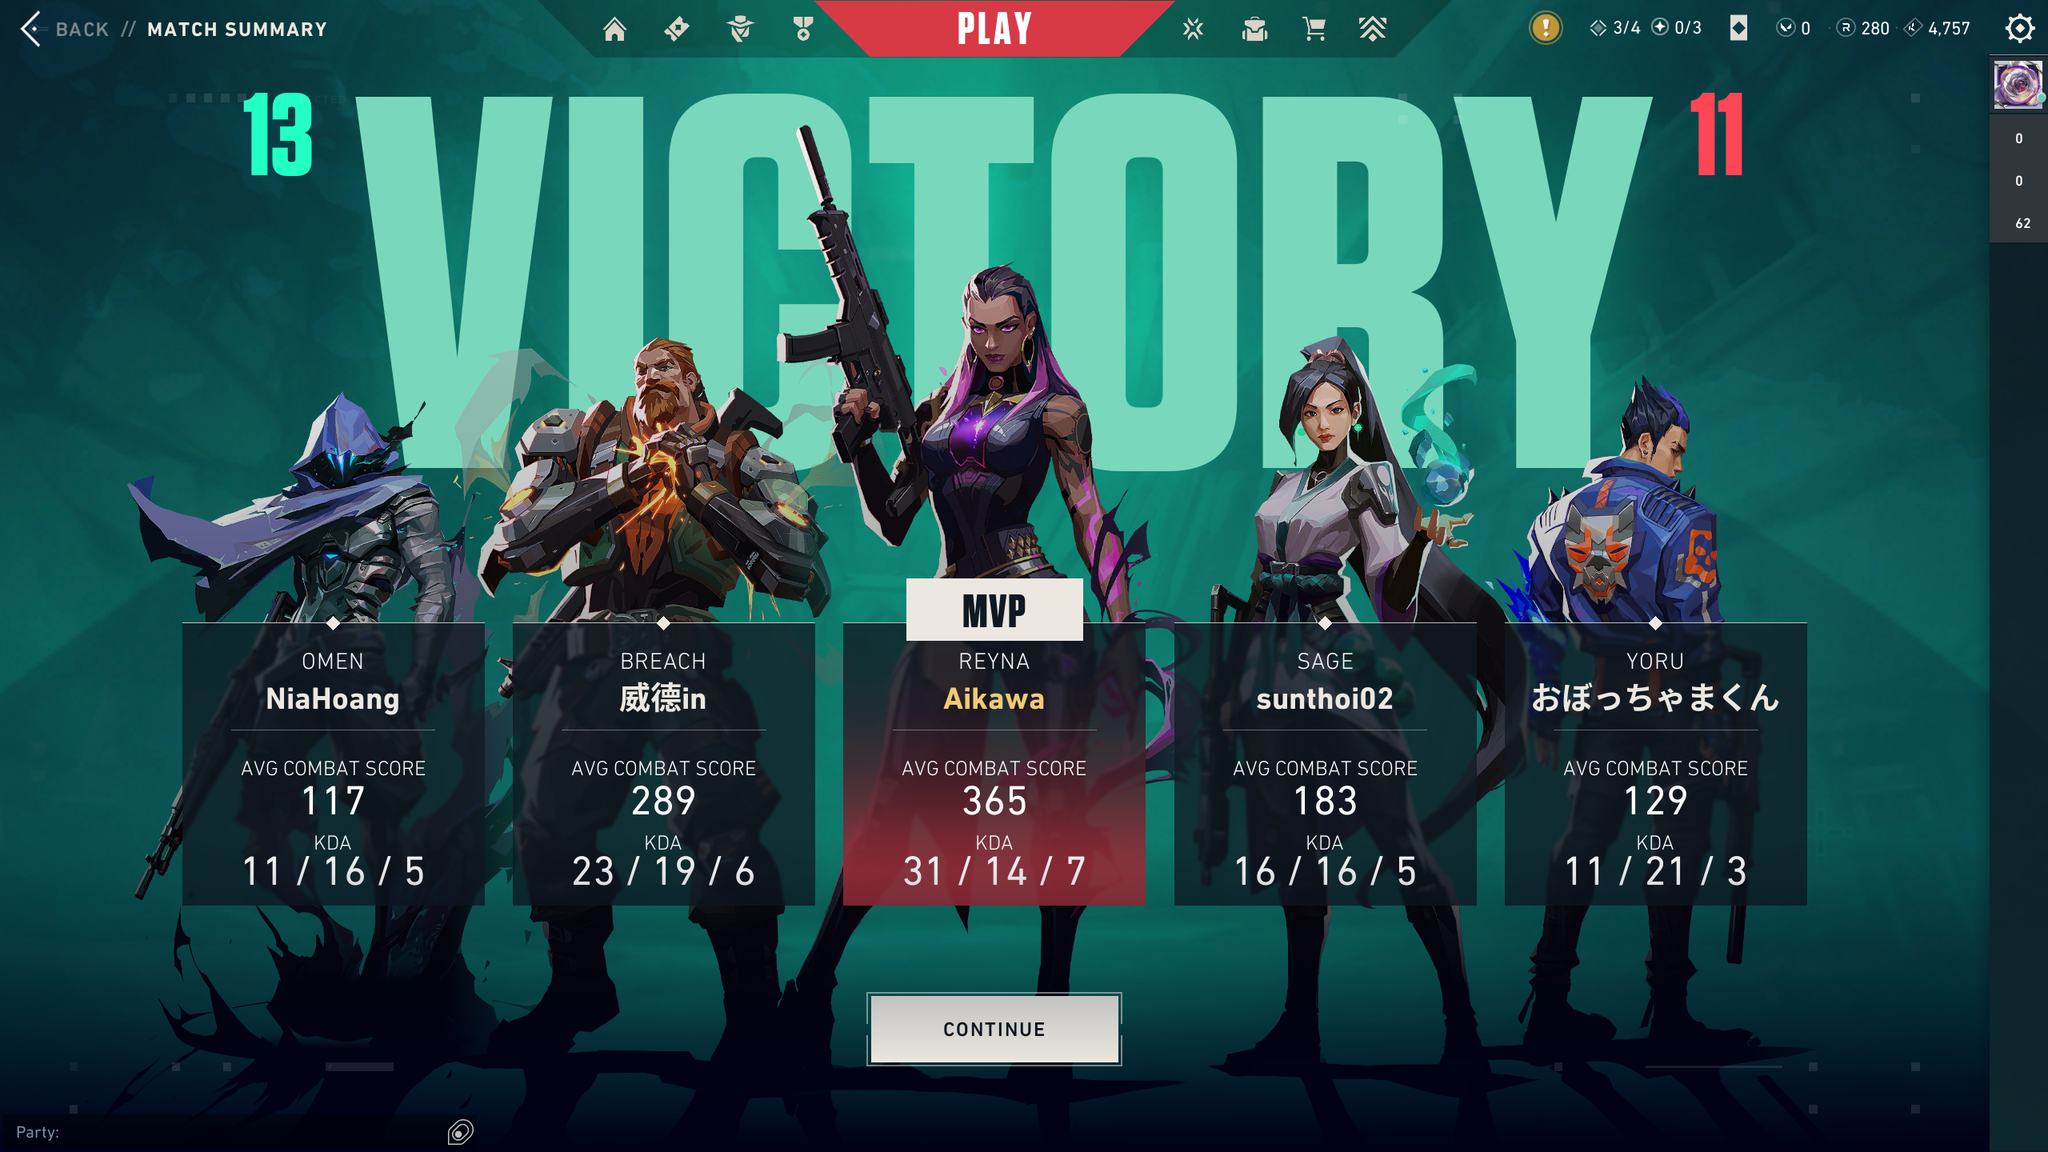 BACK // MATCH SUMMARY
PLAY
3/4 0/3 0 280 4,757
13
VICTORY
11
0
0
62
MVP
OMEN
NiaHoang
AVG COMBAT SCORE
117
KDA
11 / 16 / 5
BREACH
威德in
AVG COMBAT SCORE
289
KDA
23 / 19 / 6
REYNA
Aikawa
AVG COMBAT SCORE
365
KDA
31 / 14 / 7
SAGE
sunthoi02
AVG COMBAT SCORE
183
KDA
16 / 16 / 5
YORU
おぼっちゃまくん
AVG COMBAT SCORE
129
KDA
11 / 21 / 3
CONTINUE
Party: